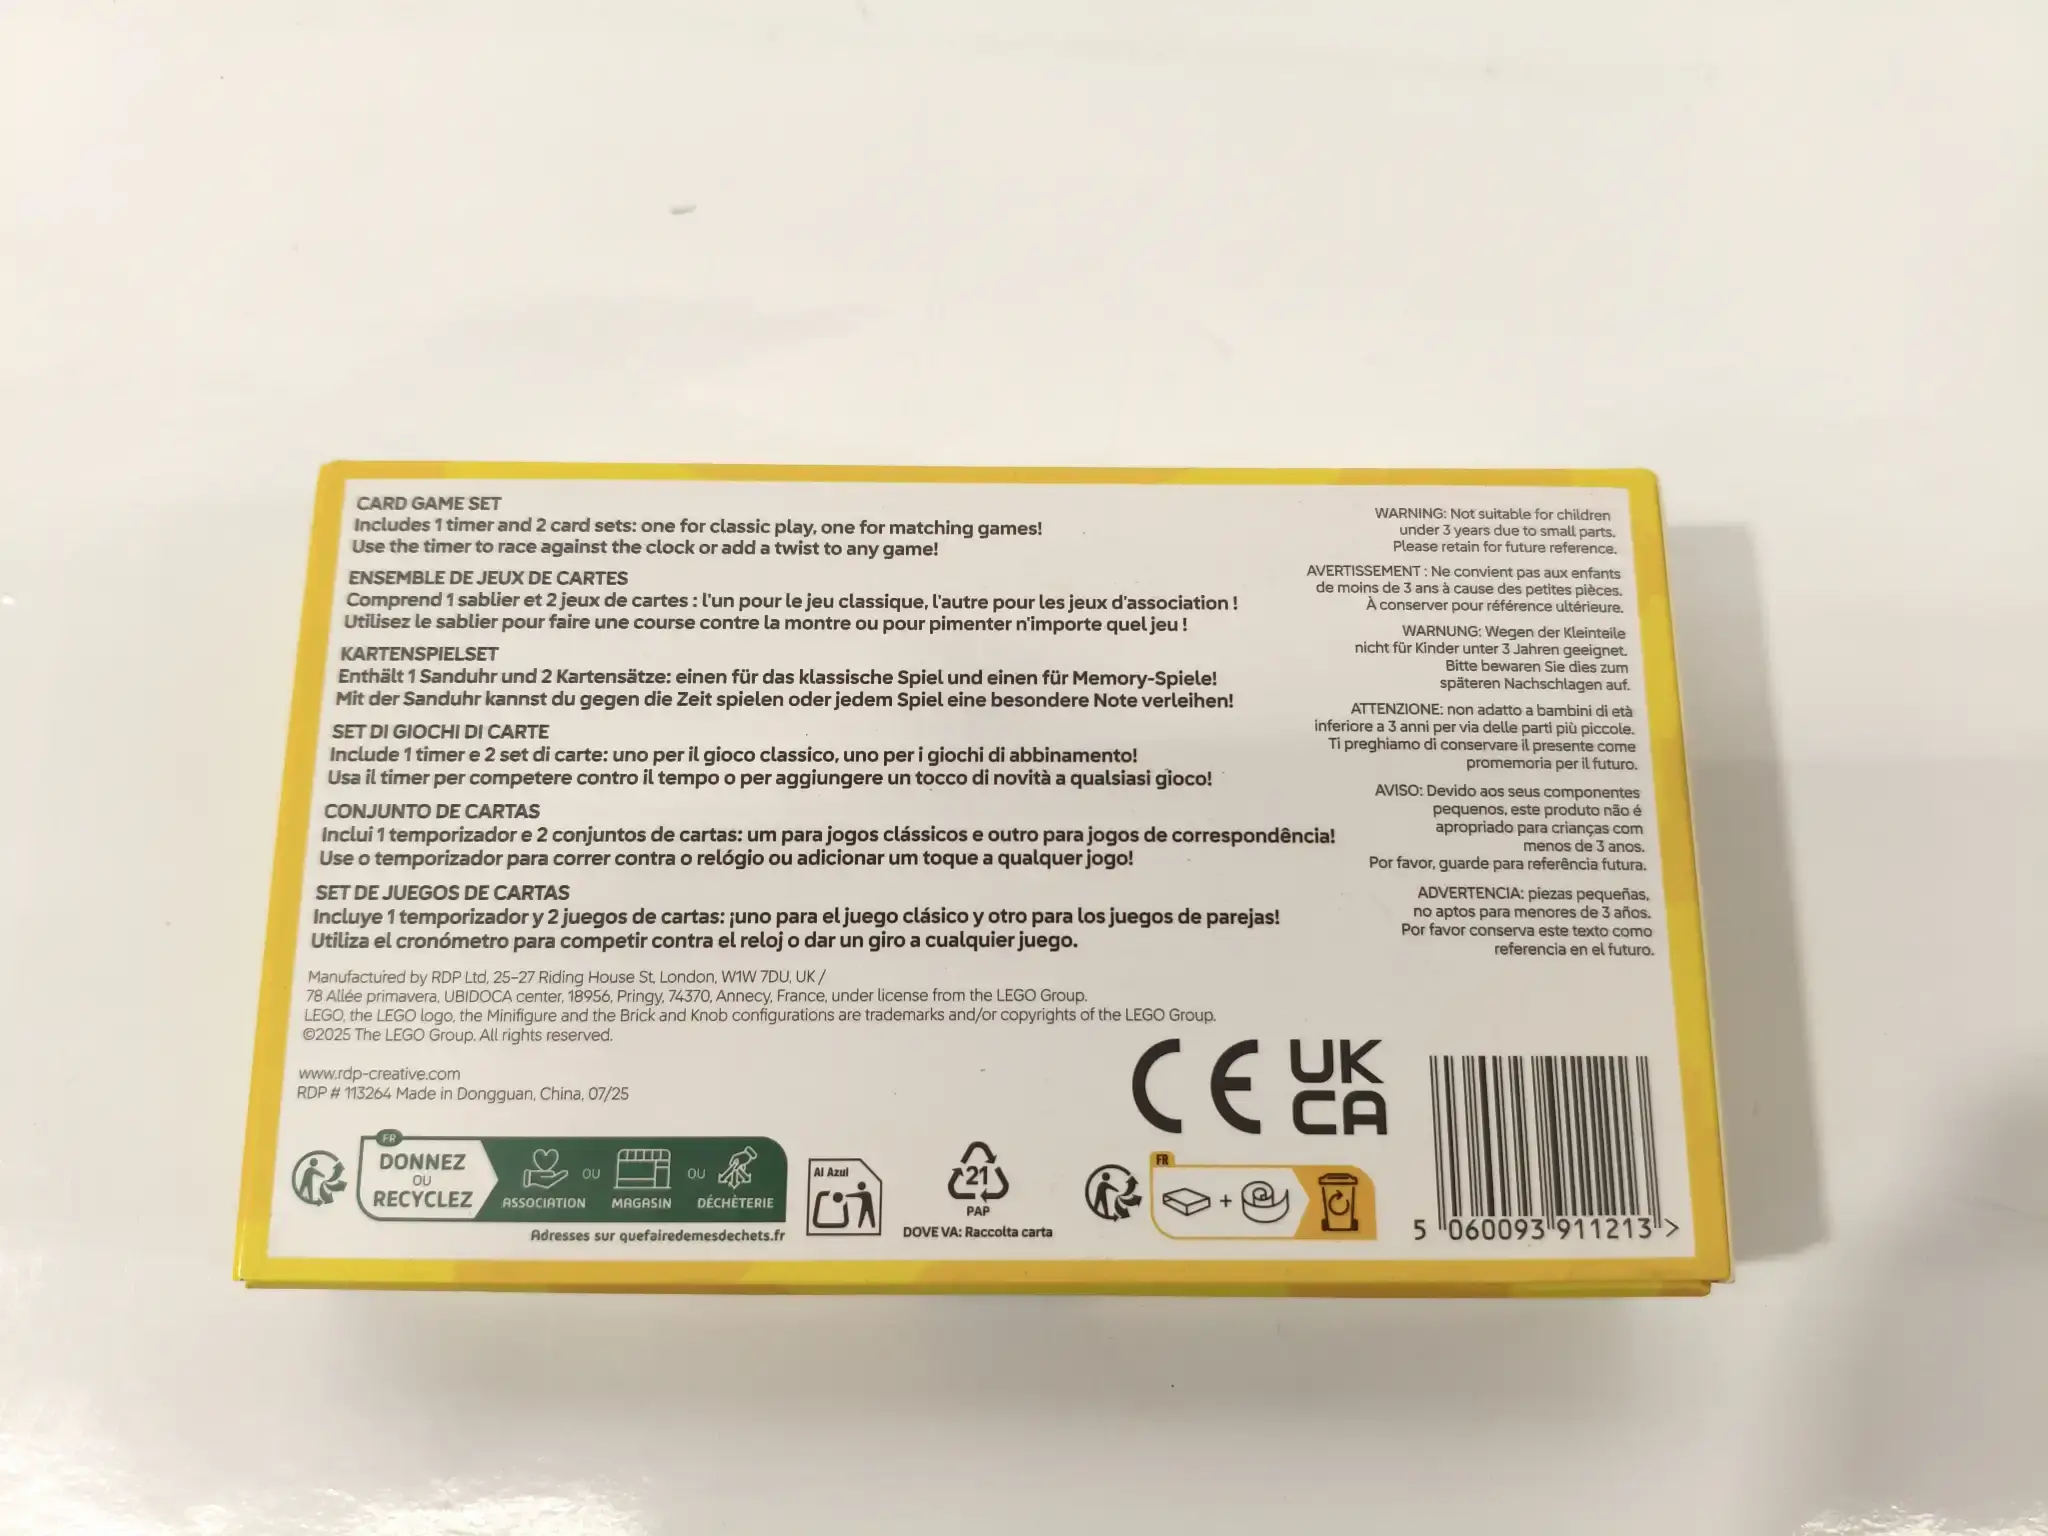 CARD GAME SET
Includes 1 timer and 2 card sets: one for classic play, one for matching games!
Use the timer to race against the clock or add a twist to any game!
ENSEMBLE DE JEUX DE CARTES
Comprend 1 sablier et 2 jeux de cartes : l'un pour le jeu classique, l'autre pour les jeux d'association !
Utilisez le sablier pour faire une course contre la montre ou pour pimenter n'importe quel jeu !
KARTENSPIELSET
Enthält 1 Sanduhr und 2 Kartensätze: einen für das klassische Spiel und einen für Memory-Spiele!
Mit der Sanduhr kannst du gegen die Zeit spielen oder jedem Spiel eine besondere Note verleihen!
SET DI GIOCHI DI CARTE
Include 1 timer e 2 set di carte: uno per il gioco classico, uno per i giochi di abbinamento!
Usa il timer per competere contro il tempo o per aggiungere un tocco di novità a qualsiasi gioco!
CONJUNTO DE CARTAS
Inclui 1 temporizador e 2 conjuntos de cartas: um para jogos clássicos e outro para jogos de correspondência!
Use o temporizador para correr contra o relógio ou adicionar um toque a qualquer jogo!
SET DE JUEGOS DE CARTAS
Incluye 1 temporizador y 2 juegos de cartas: ¡uno para el juego clásico y otro para los juegos de parejas!
Utiliza el cronómetro para competir contra el reloj o dar un giro a cualquier juego.
Manufactured by RDP Ltd, 25-27 Riding House St, London, W1W 7DU, UK /
78 Allée primavera, UBIDOCA center, 18956, Pringy, 74370, Annecy, France, under license from the LEGO Group.
LEGO, the LEGO logo, the Minifigure and the Brick and Knob configurations are trademarks and/or copyrights of the LEGO Group.
©2025 The LEGO Group. All rights reserved.
www.rdp-creative.com
RDP # 113264 Made in Dongguan, China, 07/25
WARNING: Not suitable for children
under 3 years due to small parts.
Please retain for future reference.
AVERTISSEMENT : Ne convient pas aux enfants
de moins de 3 ans à cause des petites pièces.
À conserver pour référence ultérieure.
WARNUNG: Wegen der Kleinteile
nicht für Kinder unter 3 Jahren geeignet.
Bitte bewaren Sie dies zum
späteren Nachschlagen auf.
ATTENZIONE: non adatto a bambini di età
inferiore a 3 anni per via delle parti più piccole.
Ti preghiamo di conservare il presente come
promemoria per il futuro.
AVISO: Devido aos seus componentes
pequenos, este produto não é
apropriado para crianças com
menos de 3 anos.
Por favor, guarde para referência futura.
ADVERTENCIA: piezas pequeñas,
no aptos para menores de 3 años.
Por favor conserva este texto como
referencia en el futuro.
CE
UK
CA
FR
DONNEZ
OU
RECYCLEZ
ASSOCIATION
OU
MAGASIN
OU
DÉCHÈTERIE
Adresses sur quefairedemesdechets.fr
Al Azul
21
PAP
DOVE VA: Raccolta carta
FR
+
5 060093 911213 >